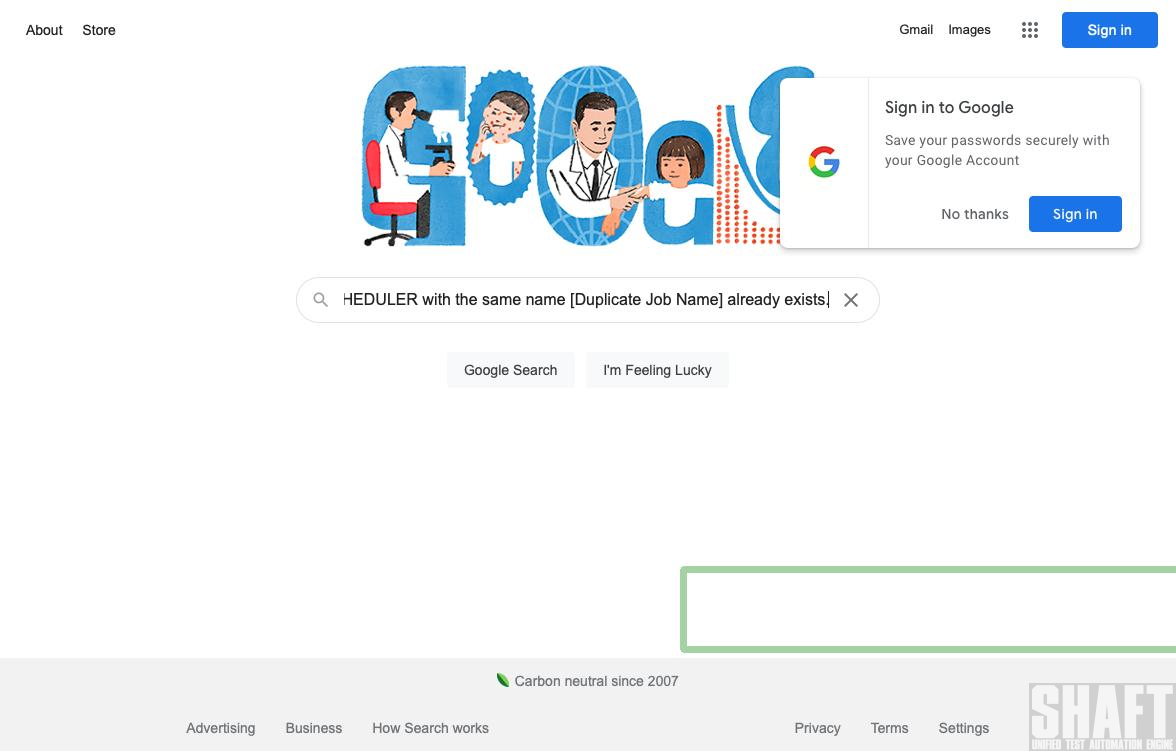 About Store
Gmail Images Sign in
Google
Sign in to Google
Save your passwords securely with
your Google Account
No thanks Sign in
HEDULER with the same name [Duplicate Job Name] already exists.
Google Search I'm Feeling Lucky
Carbon neutral since 2007
Advertising Business How Search works Privacy Terms Settings
SHAFT
UNIFIED TEST AUTOMATION ENGINE